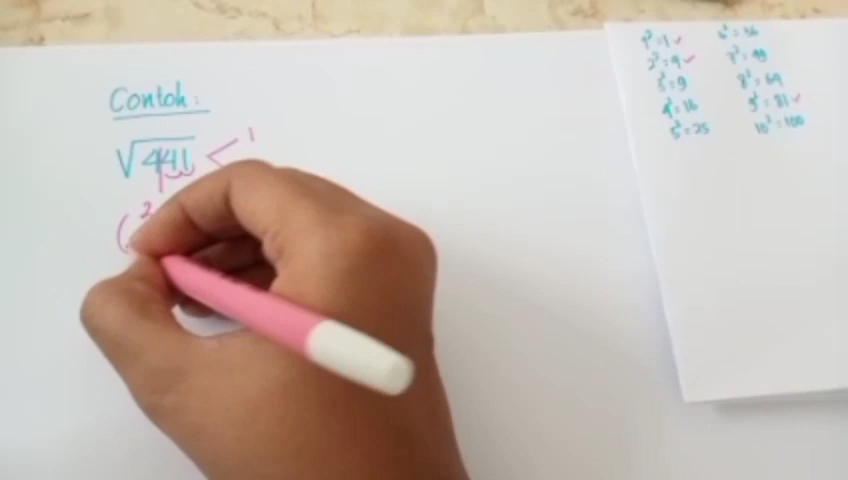 Contoh:
√441 < 1
( 2
1² = 1 ✓
2² = 4 ✓
3² = 9
4² = 16
5² = 25
6² = 36
7² = 49
8² = 64
9² = 81 ✓
10² = 100